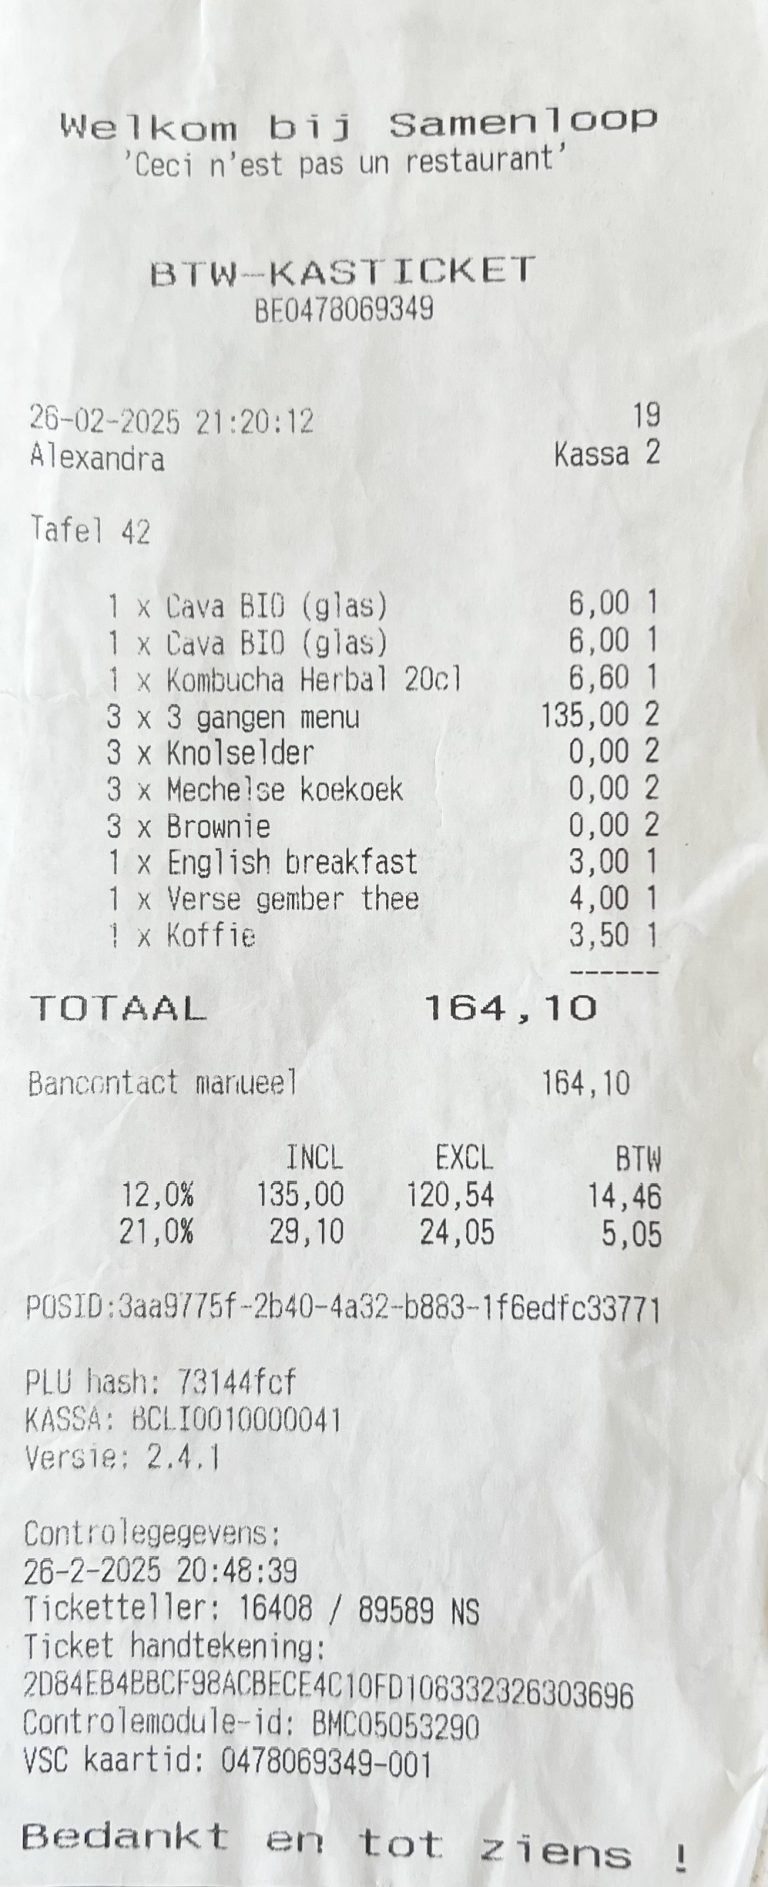 Welkom bij Samenloop
'Ceci n'est pas un restaurant'
BTW-KASTICKET
BE0478069349
26-02-2025 21:20:12 19
Alexandra Kassa 2
Tafel 42
1 x Cava BIO (glas) 6,00 1
1 x Cava BIO (glas) 6,00 1
1 x Kombucha Herbal 20cl 6,60 1
3 x 3 gangen menu 135,00 2
3 x Knolselder 0,00 2
3 x Mechelse koekoek 0,00 2
3 x Brownie 0,00 2
1 x English breakfast 3,00 1
1 x Verse gember thee 4,00 1
1 x Koffie 3,50 1
------
TOTAAL 164,10
Bancontact manueel 164,10
INCL EXCL BTW
12,0% 135,00 120,54 14,46
21,0% 29,10 24,05 5,05
POSID:3aa9775f-2b40-4a32-b883-1f6edfc33771
PLU hash: 73144fcf
KASSA: BCLI0010000041
Versie: 2.4.1
Controlegegevens:
26-2-2025 20:48:39
Ticketteller: 16408 / 89589 NS
Ticket handtekening:
2D84EB4BBCF98ACBECE4C10FD108332326303696
Controlemodule-id: BMC05053290
VSC kaartid: 0478069349-001
Bedankt en tot ziens !